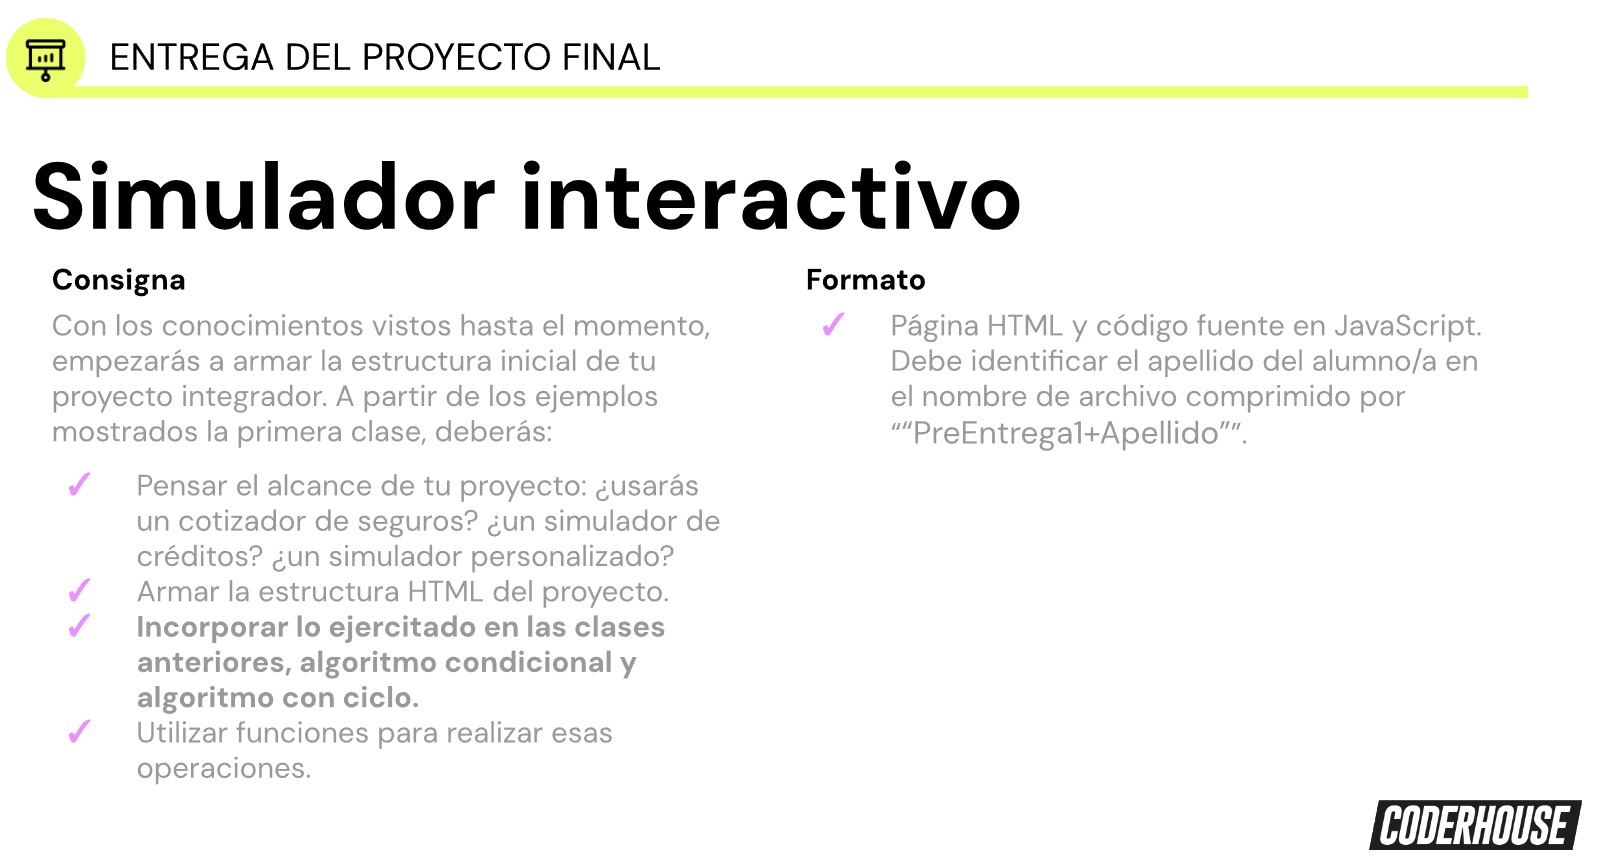 ENTREGA DEL PROYECTO FINAL
Simulador interactivo
Consigna
Con los conocimientos vistos hasta el momento,
empezarás a armar la estructura inicial de tu
proyecto integrador. A partir de los ejemplos
mostrados la primera clase, deberás:
✓ Pensar el alcance de tu proyecto: ¿usarás
un cotizador de seguros? ¿un simulador de
créditos? ¿un simulador personalizado?
✓ Armar la estructura HTML del proyecto.
✓ Incorporar lo ejercitado en las clases
anteriores, algoritmo condicional y
algoritmo con ciclo.
✓ Utilizar funciones para realizar esas
operaciones.
Formato
✓ Página HTML y código fuente en JavaScript.
Debe identificar el apellido del alumno/a en
el nombre de archivo comprimido por
““PreEntrega1+Apellido””.
CODERHOUSE